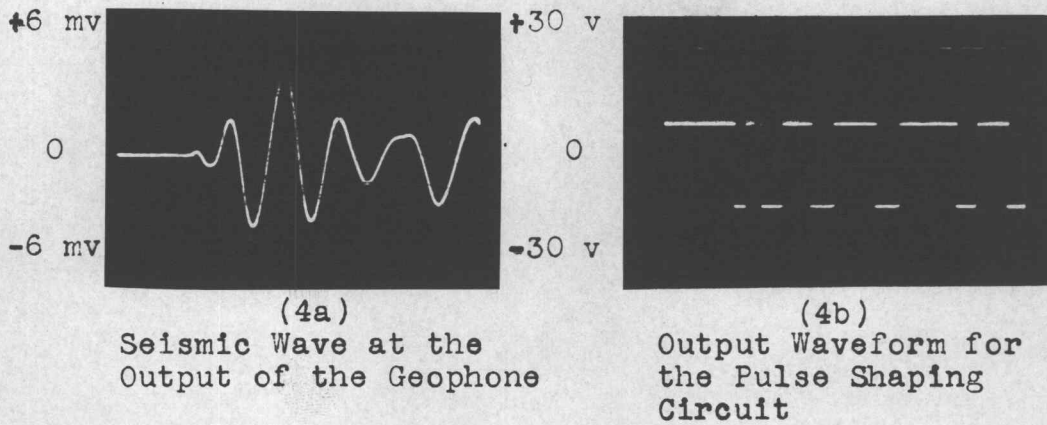 +6 mv
+30 v
0
0
-6 mv
-30 v
(4a)
Seismic Wave at the
Output of the Geophone
(4b)
Output Waveform for
the Pulse Shaping
Circuit